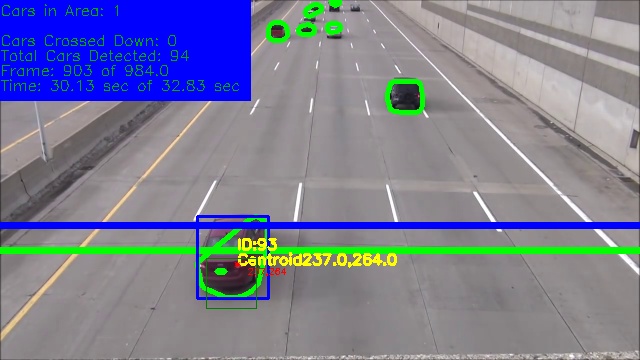 Cars in Area: 1
Cars Crossed Down: 0
Total Cars Detected: 94
Frame: 903 of 984.0
Time: 30.13 sec of 32.83 sec
ID:93
Centroid237.0,264.0